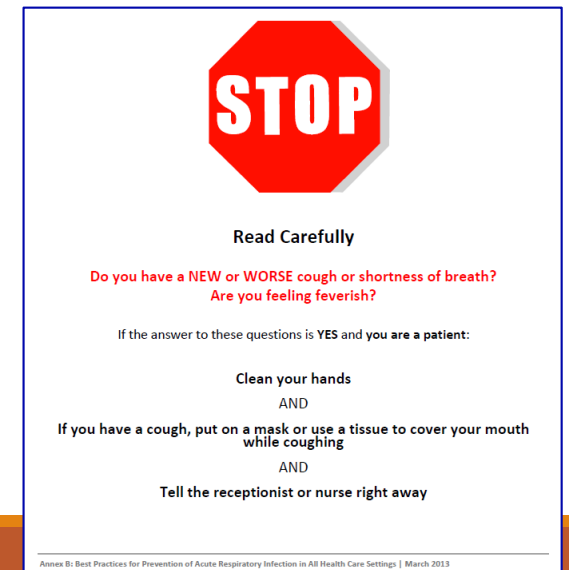 STOP
Read Carefully
Do you have a NEW or WORSE cough or shortness of breath?
Are you feeling feverish?
If the answer to these questions is YES and you are a patient:
Clean your hands
AND
If you have a cough, put on a mask or use a tissue to cover your mouth
while coughing
AND
Tell the receptionist or nurse right away
Annex B: Best Practices for Prevention of Acute Respiratory Infection in All Health Care Settings | March 2013